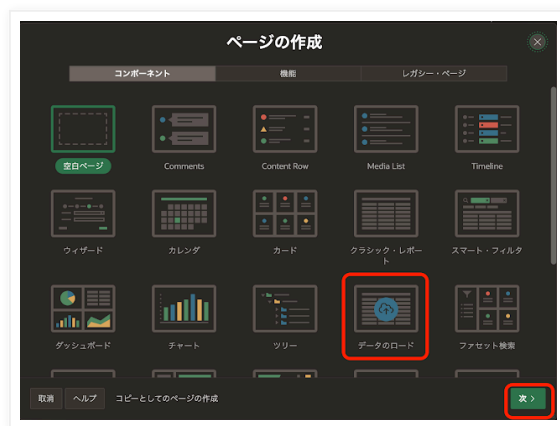 ページの作成
コンポーネント 機能 レガシー・ページ
空白ページ Comments Content Row Media List Timeline
ウィザード カレンダ カード クラシック・レポー
ト スマート・フィルタ
ダッシュボード チャート ツリー データのロード ファセット検索
取消 ヘルプ コピーとしてのページの作成 次 >